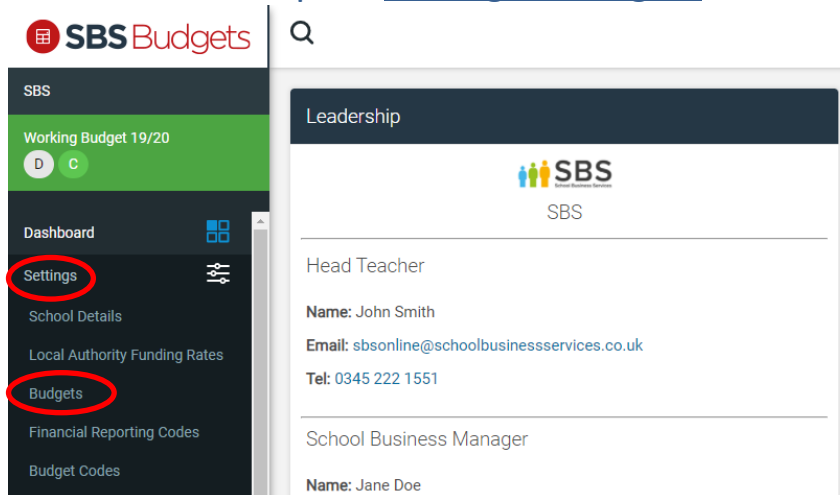 SBS Budgets
SBS
Working Budget 19/20
D C
Dashboard
Settings
School Details
Local Authority Funding Rates
Budgets
Financial Reporting Codes
Budget Codes
Leadership
SBS
School Business Services
SBS
Head Teacher
Name: John Smith
Email: sbsonline@schoolbusinessservices.co.uk
Tel: 0345 222 1551
School Business Manager
Name: Jane Doe